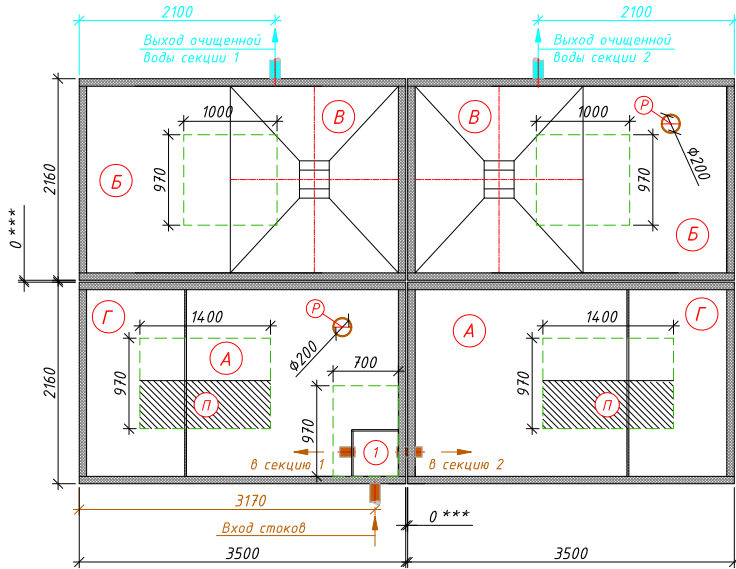 2100
2100
Выход очищенной
воды секции 1
Выход очищенной
воды секции 2
1000
В
В
1000
Р
Ф200
2160
970
970
Б
Б
0 ***
Г
1400
Р
А
1400
Г
А
Ф200
700
2160
970
970
П
П
970
1
в секцию 1
в секцию 2
3170
0 ***
Вход стоков
3500
3500